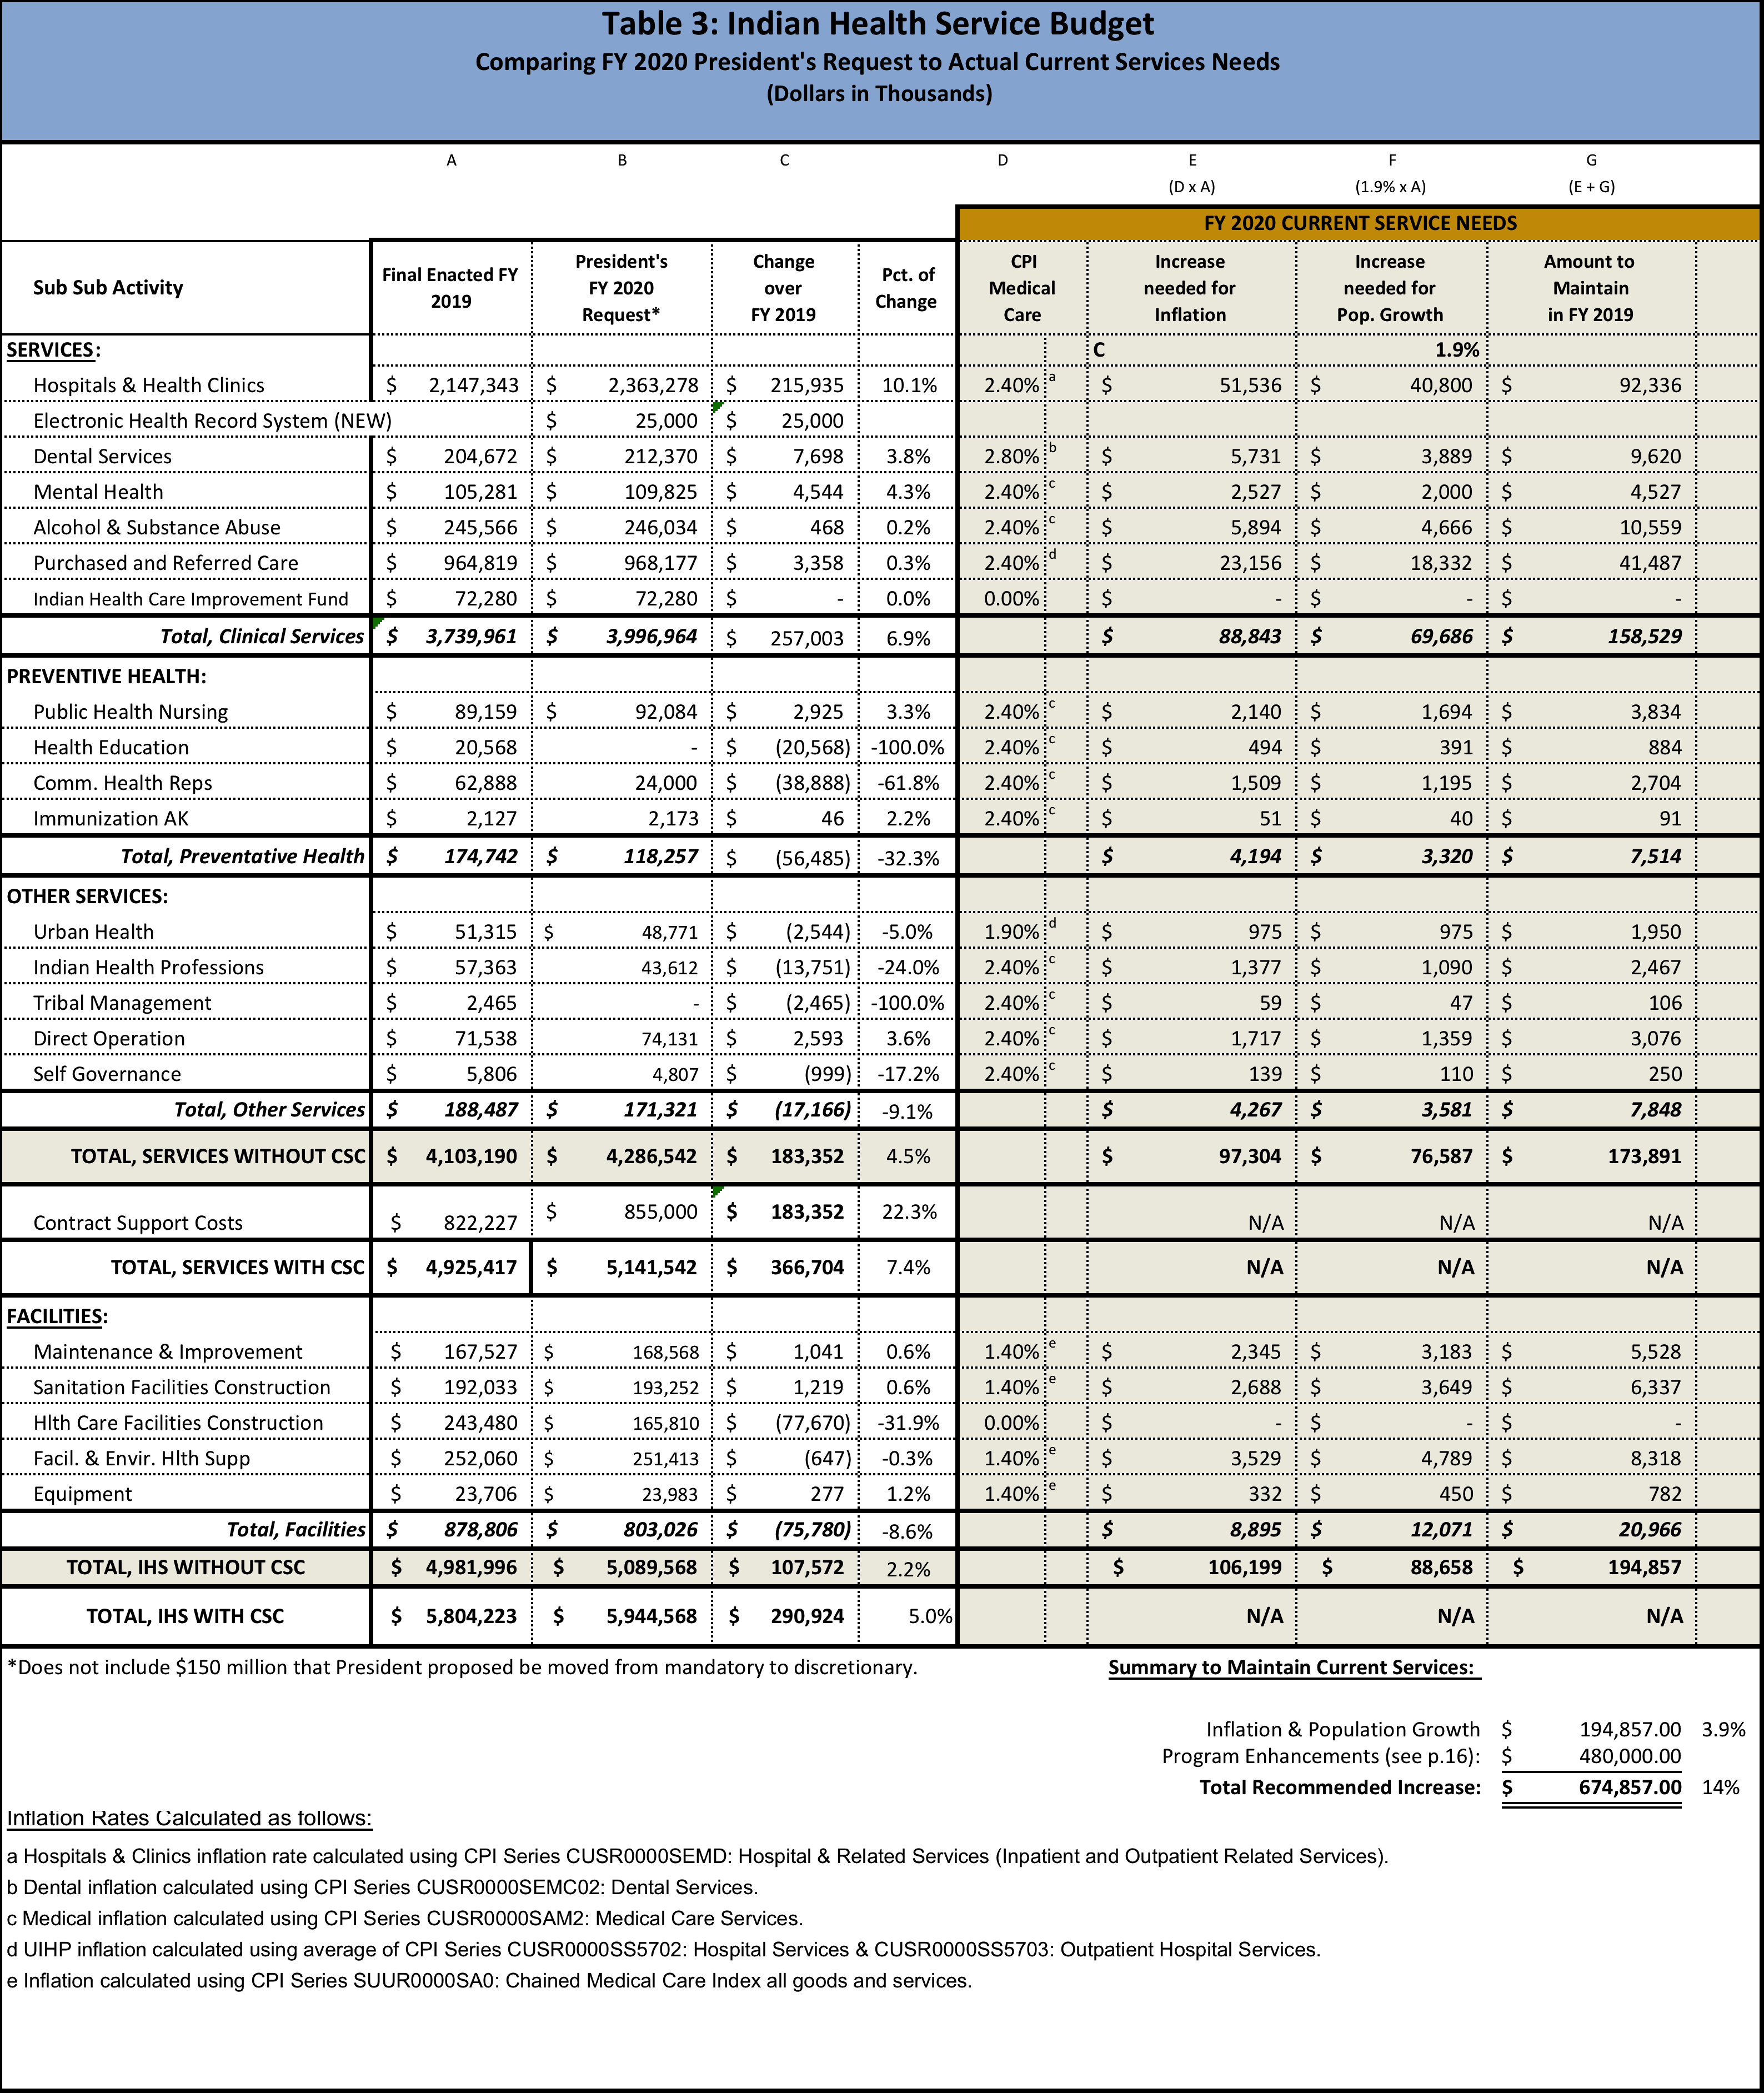 Table 3: Indian Health Service Budget
Comparing FY 2020 President's Request to Actual Current Services Needs
(Dollars in Thousands)
A B C D E F G
(D x A) (1.9% x A) (E + G)
FY 2020 CURRENT SERVICE NEEDS
Sub Sub Activity Final Enacted FY 2019 President's FY 2020 Request* Change over FY 2019 Pct. of Change CPI Medical Care Increase needed for Inflation Increase needed for Pop. Growth Amount to Maintain in FY 2019
SERVICES: C 1.9%
Hospitals & Health Clinics $ 2,147,343 $ 2,363,278 $ 215,935 10.1% 2.40% a $ 51,536 $ 40,800 $ 92,336
Electronic Health Record System (NEW) $ 25,000 $ 25,000
Dental Services $ 204,672 $ 212,370 $ 7,698 3.8% 2.80% b $ 5,731 $ 3,889 $ 9,620
Mental Health $ 105,281 $ 109,825 $ 4,544 4.3% 2.40% c $ 2,527 $ 2,000 $ 4,527
Alcohol & Substance Abuse $ 245,566 $ 246,034 $ 468 0.2% 2.40% c $ 5,894 $ 4,666 $ 10,559
Purchased and Referred Care $ 964,819 $ 968,177 $ 3,358 0.3% 2.40% d $ 23,156 $ 18,332 $ 41,487
Indian Health Care Improvement Fund $ 72,280 $ 72,280 $ - 0.0% 0.00% $ - $ - $ -
Total, Clinical Services $ 3,739,961 $ 3,996,964 $ 257,003 6.9% $ 88,843 $ 69,686 $ 158,529
PREVENTIVE HEALTH:
Public Health Nursing $ 89,159 $ 92,084 $ 2,925 3.3% 2.40% c $ 2,140 $ 1,694 $ 3,834
Health Education $ 20,568 - $ (20,568) -100.0% 2.40% c $ 494 $ 391 $ 884
Comm. Health Reps $ 62,888 24,000 $ (38,888) -61.8% 2.40% c $ 1,509 $ 1,195 $ 2,704
Immunization AK $ 2,127 2,173 $ 46 2.2% 2.40% c $ 51 $ 40 $ 91
Total, Preventative Health $ 174,742 $ 118,257 $ (56,485) -32.3% $ 4,194 $ 3,320 $ 7,514
OTHER SERVICES:
Urban Health $ 51,315 $ 48,771 $ (2,544) -5.0% 1.90% d $ 975 $ 975 $ 1,950
Indian Health Professions $ 57,363 43,612 $ (13,751) -24.0% 2.40% c $ 1,377 $ 1,090 $ 2,467
Tribal Management $ 2,465 - $ (2,465) -100.0% 2.40% c $ 59 $ 47 $ 106
Direct Operation $ 71,538 74,131 $ 2,593 3.6% 2.40% c $ 1,717 $ 1,359 $ 3,076
Self Governance $ 5,806 4,807 $ (999) -17.2% 2.40% c $ 139 $ 110 $ 250
Total, Other Services $ 188,487 $ 171,321 $ (17,166) -9.1% $ 4,267 $ 3,581 $ 7,848
TOTAL, SERVICES WITHOUT CSC $ 4,103,190 $ 4,286,542 $ 183,352 4.5% $ 97,304 $ 76,587 $ 173,891
Contract Support Costs $ 822,227 $ 855,000 $ 183,352 22.3% N/A N/A N/A
TOTAL, SERVICES WITH CSC $ 4,925,417 $ 5,141,542 $ 366,704 7.4% N/A N/A N/A
FACILITIES:
Maintenance & Improvement $ 167,527 $ 168,568 $ 1,041 0.6% 1.40% e $ 2,345 $ 3,183 $ 5,528
Sanitation Facilities Construction $ 192,033 $ 193,252 $ 1,219 0.6% 1.40% e $ 2,688 $ 3,649 $ 6,337
Hlth Care Facilities Construction $ 243,480 $ 165,810 $ (77,670) -31.9% 0.00% $ - $ - $ -
Facil. & Envir. Hlth Supp $ 252,060 $ 251,413 $ (647) -0.3% 1.40% e $ 3,529 $ 4,789 $ 8,318
Equipment $ 23,706 $ 23,983 $ 277 1.2% 1.40% e $ 332 $ 450 $ 782
Total, Facilities $ 878,806 $ 803,026 $ (75,780) -8.6% $ 8,895 $ 12,071 $ 20,966
TOTAL, IHS WITHOUT CSC $ 4,981,996 $ 5,089,568 $ 107,572 2.2% $ 106,199 $ 88,658 $ 194,857
TOTAL, IHS WITH CSC $ 5,804,223 $ 5,944,568 $ 290,924 5.0% N/A N/A N/A
*Does not include $150 million that President proposed be moved from mandatory to discretionary. Summary to Maintain Current Services:
Inflation & Population Growth $ 194,857.00 3.9%
Program Enhancements (see p.16): $ 480,000.00
Total Recommended Increase: $ 674,857.00 14%
Inflation Rates Calculated as follows:
a Hospitals & Clinics inflation rate calculated using CPI Series CUSR0000SEMD: Hospital & Related Services (Inpatient and Outpatient Related Services).
b Dental inflation calculated using CPI Series CUSR0000SEMC02: Dental Services.
c Medical inflation calculated using CPI Series CUSR0000SAM2: Medical Care Services.
d UIHP inflation calculated using average of CPI Series CUSR0000SS5702: Hospital Services & CUSR0000SS5703: Outpatient Hospital Services.
e Inflation calculated using CPI Series SUUR0000SA0: Chained Medical Care Index all goods and services.